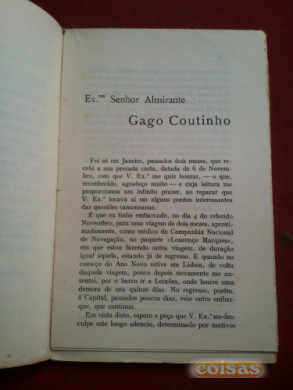 Ex.mo Senhor Almirante
Gago Coutinho
Foi só em Janeiro, passados dois meses, que re-
cebi a sua prezada carta, datada de 6 de Novem-
bro, com que V. Ex.ª me quiz honrar, — o que,
reconhecido, agradeço muito — e cuja leitura me
proporcionou um infinito prazer, ao reparar que
V. Ex.ª tocava aí em alguns pontos interessantes
das questões camoneanas.
É que eu tinha embarcado, no dia 4 do referido
Novembro, para uma viagem de dois meses, aproxi-
madamente, como médico da Companhia Nacional
de Navegação, no paquete «Lourenço Marques»,
em que estou fazendo outra viagem, de duração
igual àquela, estando já de regresso. E quando no
começo do Ano Novo estive em Lisboa, de volta
daquela viagem, pouco depois novamente me au-
sentei, por o barco ir a Leixões, onde houve uma
demora de uns quinze dias. No regresso, porém,
à Capital, passados poucos dias, veio outro embar-
que, que continua.
Em vista disto, espero e peço que V. Ex.ª me des-
culpe este longo silencio, determinado por motivos
coisas